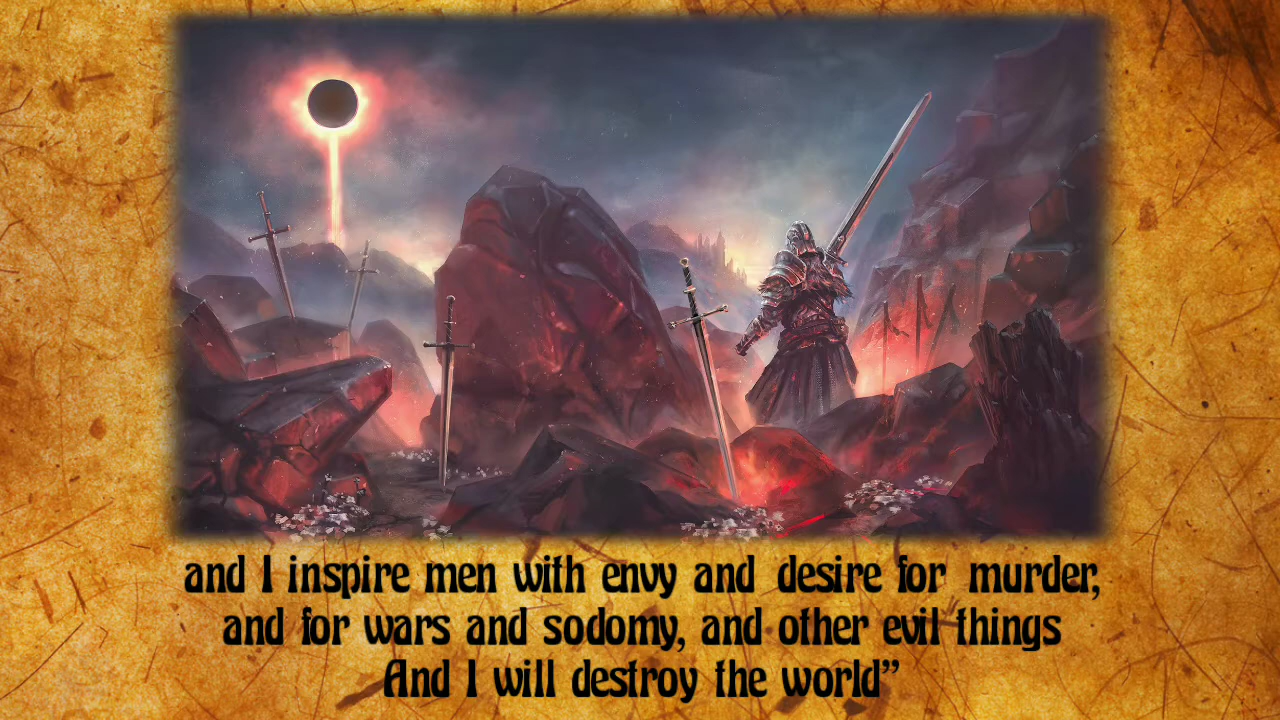 and I inspire men with envy and desire for murder,
and for wars and sodomy, and other evil things
And I will destroy the world”